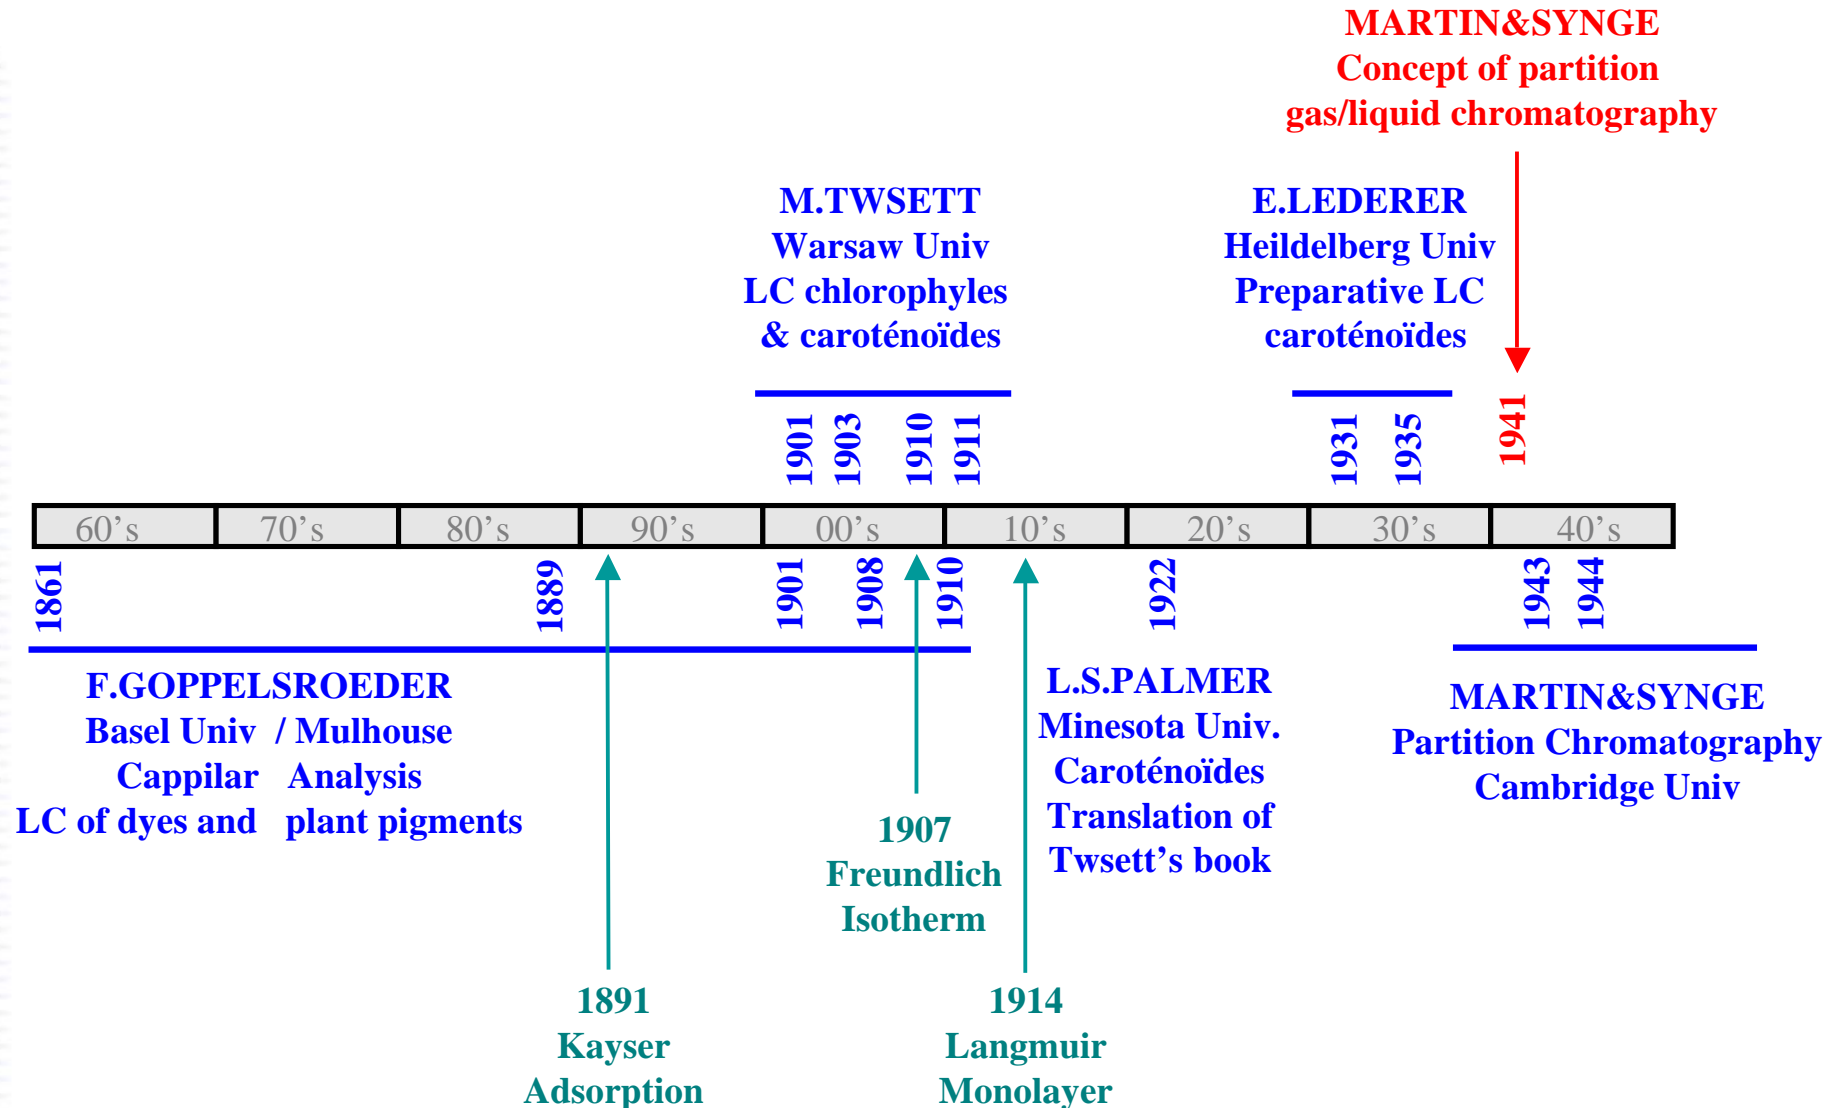 MARTIN&SYNGE
Concept of partition
gas/liquid chromatography
M.TWSETT
Warsaw Univ
LC chlorophyles
& caroténoïdes
E.LEDERER
Heildelberg Univ
Preparative LC
caroténoïdes
1901 1903 1910 1911
1931 1935
1941
60’s 70’s 80’s 90’s 00’s 10’s 20’s 30’s 40’s
1861 1889 1901 1908 1910
1922
1943 1944
F.GOPPELSROEDER
Basel Univ / Mulhouse
Cappilar Analysis
LC of dyes and plant pigments
L.S.PALMER
Minesota Univ.
Caroténoïdes
Translation of
Twsett’s book
MARTIN&SYNGE
Partition Chromatography
Cambridge Univ
1907
Freundlich
Isotherm
1891
Kayser
Adsorption
1914
Langmuir
Monolayer